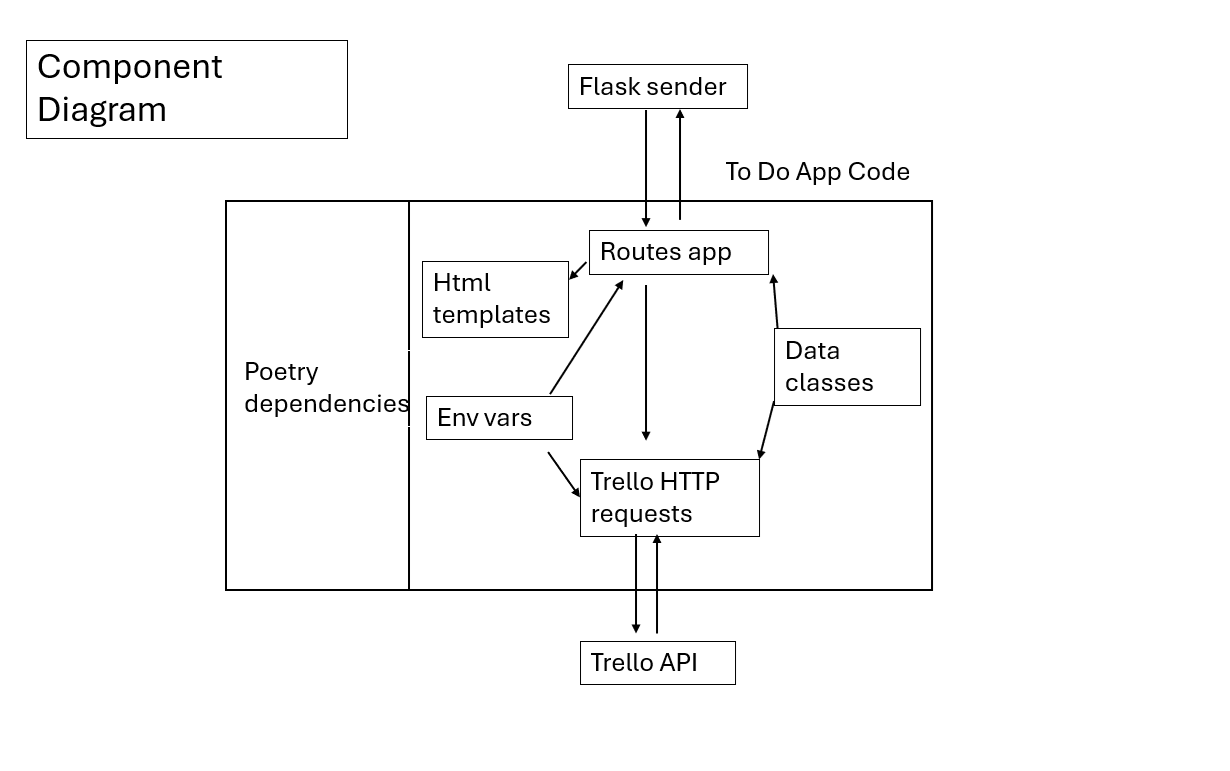 Component
Diagram
Flask sender
To Do App Code
Routes app
Html
templates
Data
classes
Poetry
dependencies
Env vars
Trello HTTP
requests
Trello API